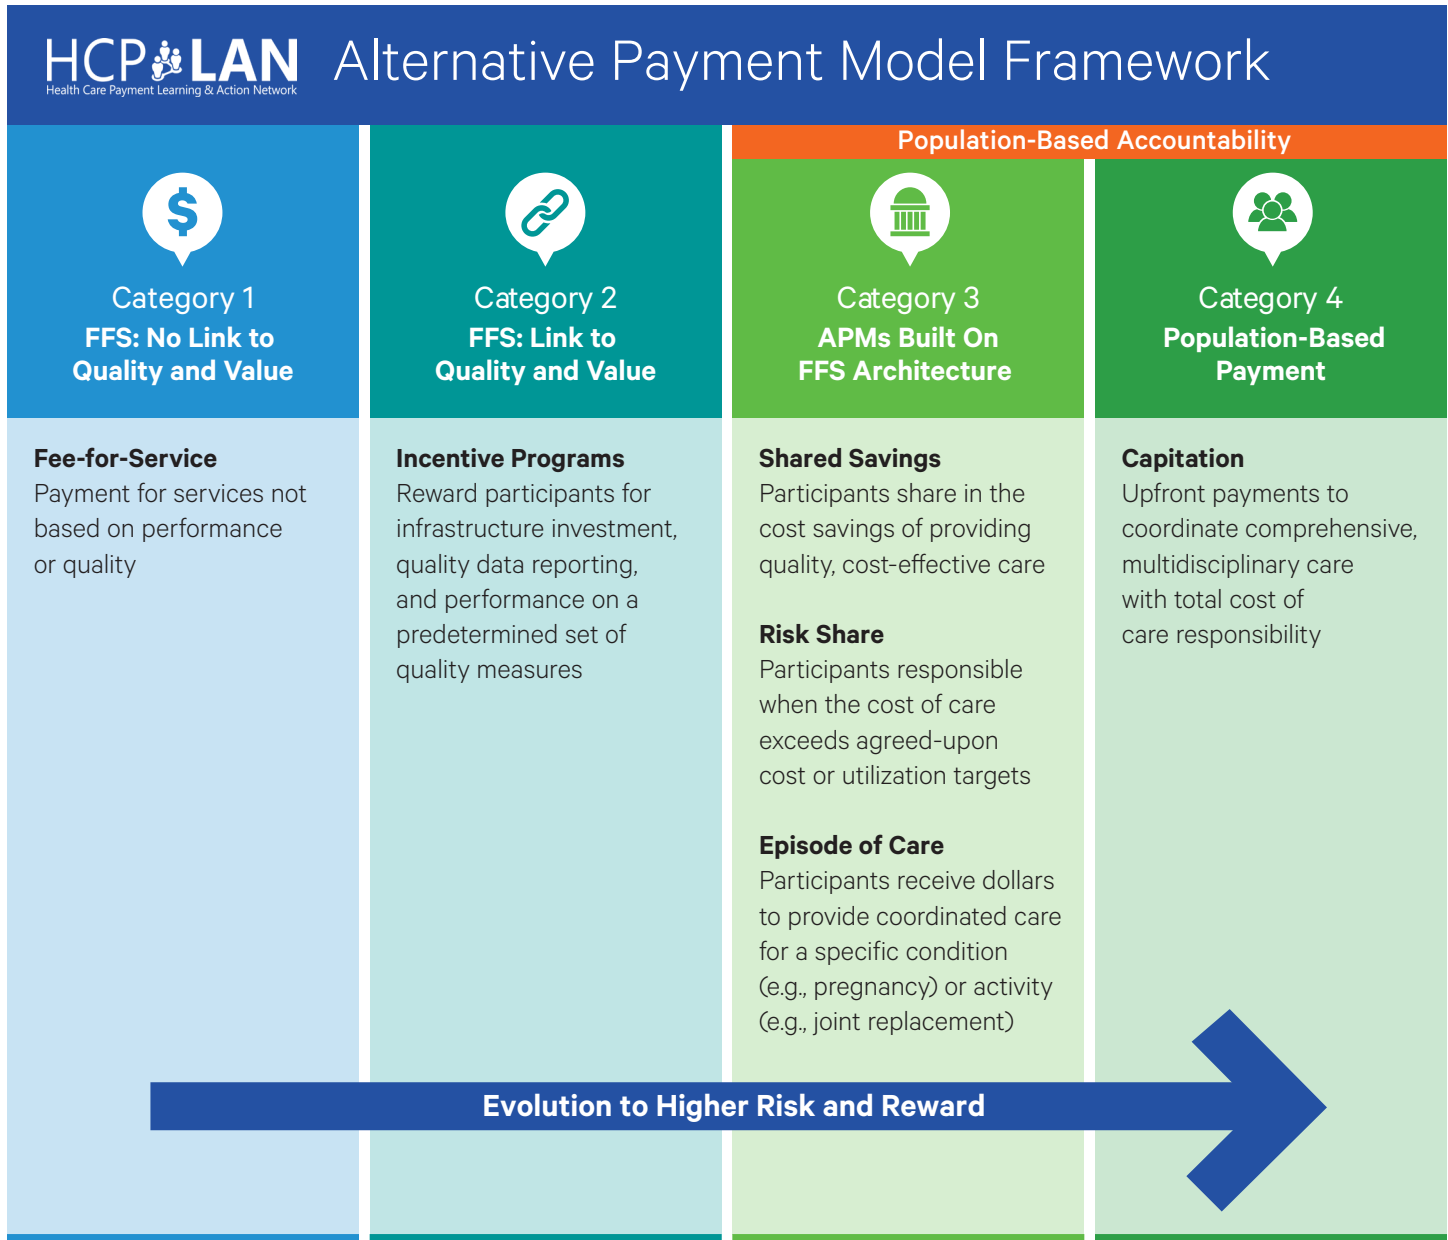 HCP LAN
Health Care Payment Learning & Action Network
Alternative Payment Model Framework
Population-Based Accountability
$
Category 1
FFS: No Link to
Quality and Value
Fee-for-Service
Payment for services not
based on performance
or quality
Category 2
FFS: Link to
Quality and Value
Incentive Programs
Reward participants for
infrastructure investment,
quality data reporting,
and performance on a
predetermined set of
quality measures
Category 3
APMs Built On
FFS Architecture
Shared Savings
Participants share in the
cost savings of providing
quality, cost-effective care
Risk Share
Participants responsible
when the cost of care
exceeds agreed-upon
cost or utilization targets
Episode of Care
Participants receive dollars
to provide coordinated care
for a specific condition
(e.g., pregnancy) or activity
(e.g., joint replacement)
Category 4
Population-Based
Payment
Capitation
Upfront payments to
coordinate comprehensive,
multidisciplinary care
with total cost of
care responsibility
Evolution to Higher Risk and Reward